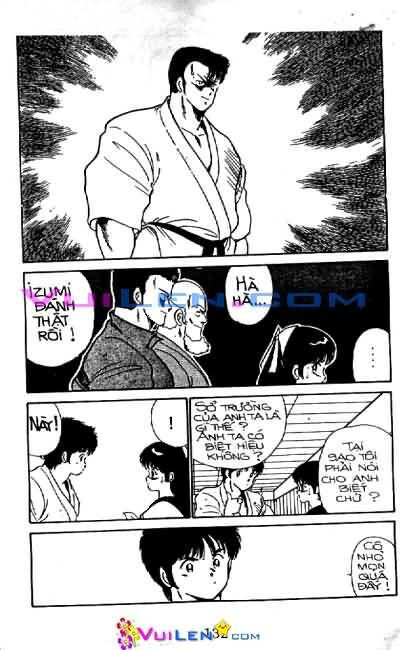 HÀ
HÀ...
IZUMI
ĐÁNH
THẬT
RỒI !
....
VUILEN.COM
!
NÀY!
SỞ TRƯỜNG
CỦA ANH TA LÀ
GÌ THẾ ?
ANH TA CÓ
BIỆT HIỆU
KHÔNG ?
TẠI
SAO TÔI
PHẢI NÓI
CHO ANH
BIẾT
CHỨ ?
CÔ
NHỎ
MỌN
QUÁ
ĐẤY !
132
VUILEN.COM